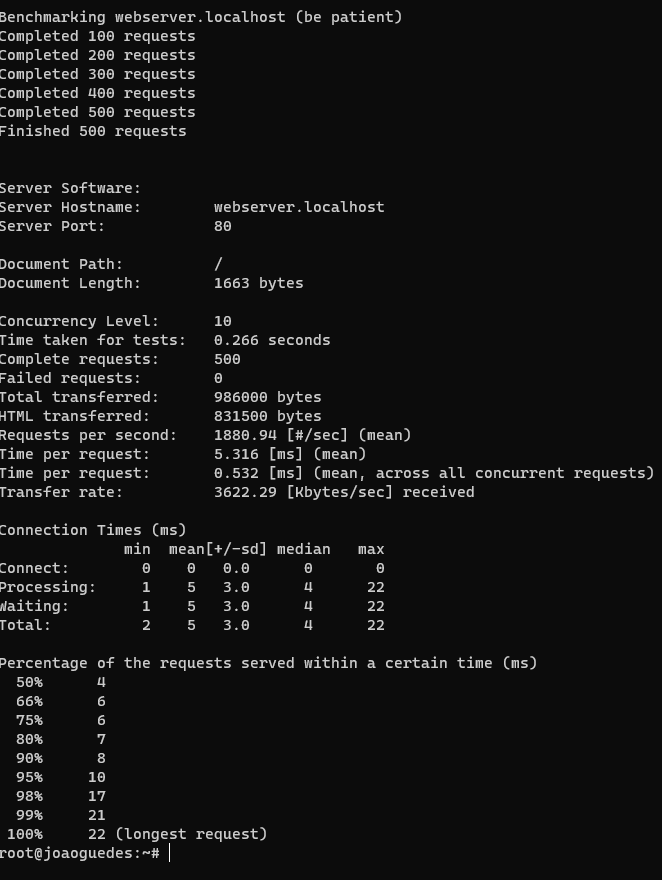 Benchmarking webserver.localhost (be patient)
Completed 100 requests
Completed 200 requests
Completed 300 requests
Completed 400 requests
Completed 500 requests
Finished 500 requests
Server Software:
Server Hostname:        webserver.localhost
Server Port:            80
Document Path:          /
Document Length:        1663 bytes
Concurrency Level:      10
Time taken for tests:   0.266 seconds
Complete requests:      500
Failed requests:        0
Total transferred:      986000 bytes
HTML transferred:       831500 bytes
Requests per second:    1880.94 [#/sec] (mean)
Time per request:       5.316 [ms] (mean)
Time per request:       0.532 [ms] (mean, across all concurrent requests)
Transfer rate:          3622.29 [Kbytes/sec] received
Connection Times (ms)
              min  mean[+/-sd] median   max
Connect:        0    0   0.0      0       0
Processing:     1    5   3.0      4      22
Waiting:        1    5   3.0      4      22
Total:          2    5   3.0      4      22
Percentage of the requests served within a certain time (ms)
  50%      4
  66%      6
  75%      6
  80%      7
  90%      8
  95%     10
  98%     17
  99%     21
 100%     22 (longest request)
root@joaoguedes:~#